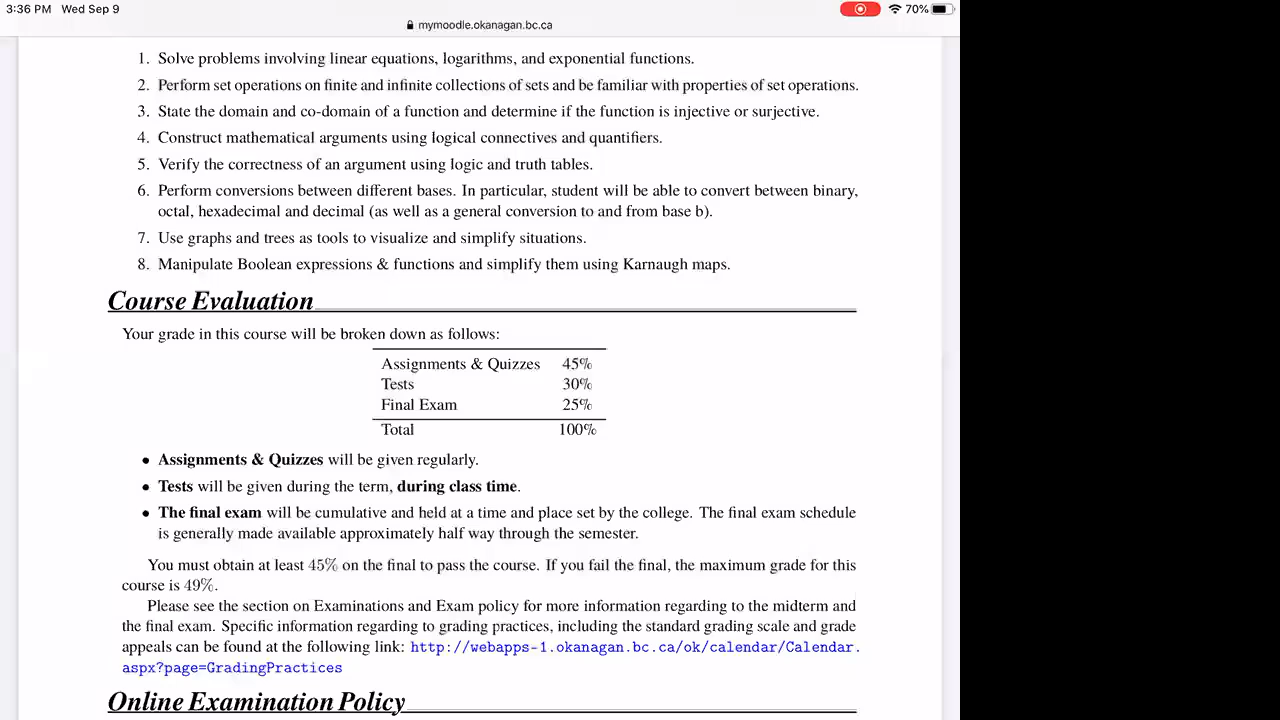 3:36 PM Wed Sep 9
70%
mymoodle.okanagan.bc.ca
1. Solve problems involving linear equations, logarithms, and exponential functions.
2. Perform set operations on finite and infinite collections of sets and be familiar with properties of set operations.
3. State the domain and co-domain of a function and determine if the function is injective or surjective.
4. Construct mathematical arguments using logical connectives and quantifiers.
5. Verify the correctness of an argument using logic and truth tables.
6. Perform conversions between different bases. In particular, student will be able to convert between binary,
octal, hexadecimal and decimal (as well as a general conversion to and from base b).
7. Use graphs and trees as tools to visualize and simplify situations.
8. Manipulate Boolean expressions & functions and simplify them using Karnaugh maps.
Course Evaluation
Your grade in this course will be broken down as follows:
Assignments & Quizzes 45%
Tests 30%
Final Exam 25%
Total 100%
• Assignments & Quizzes will be given regularly.
• Tests will be given during the term, during class time.
• The final exam will be cumulative and held at a time and place set by the college. The final exam schedule
is generally made available approximately half way through the semester.
You must obtain at least 45% on the final to pass the course. If you fail the final, the maximum grade for this
course is 49%.
Please see the section on Examinations and Exam policy for more information regarding to the midterm and
the final exam. Specific information regarding to grading practices, including the standard grading scale and grade
appeals can be found at the following link: http://webapps-1.okanagan.bc.ca/ok/calendar/Calendar.
aspx?page=GradingPractices
Online Examination Policy